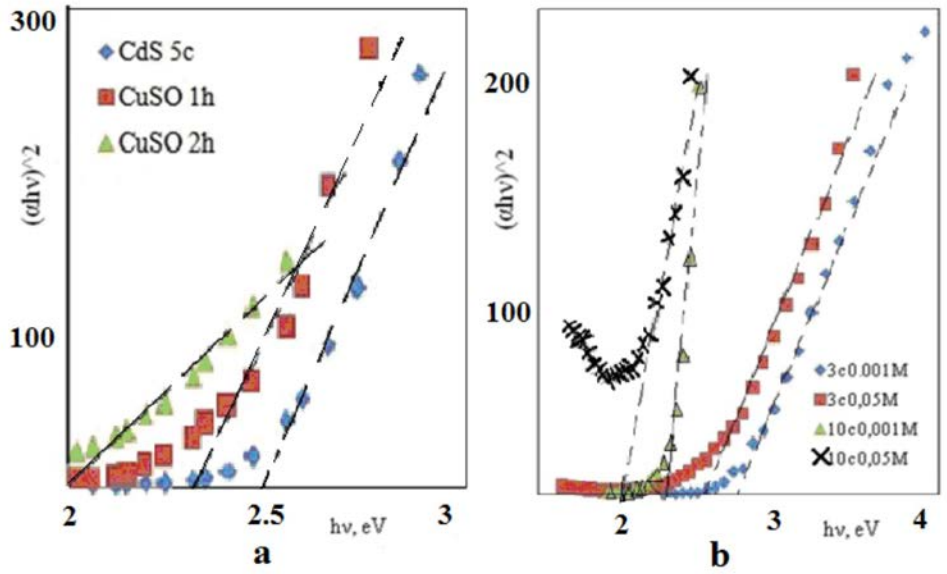 300
CdS 5c
CuSO 1h
CuSO 2h
(αhν)^2
100
2
2.5
3
hν, eV
a
200
(αhν)^2
100
3c0.001M
3c0,05M
10c0,001M
10c0,05M
2
3
hν, eV
4
b